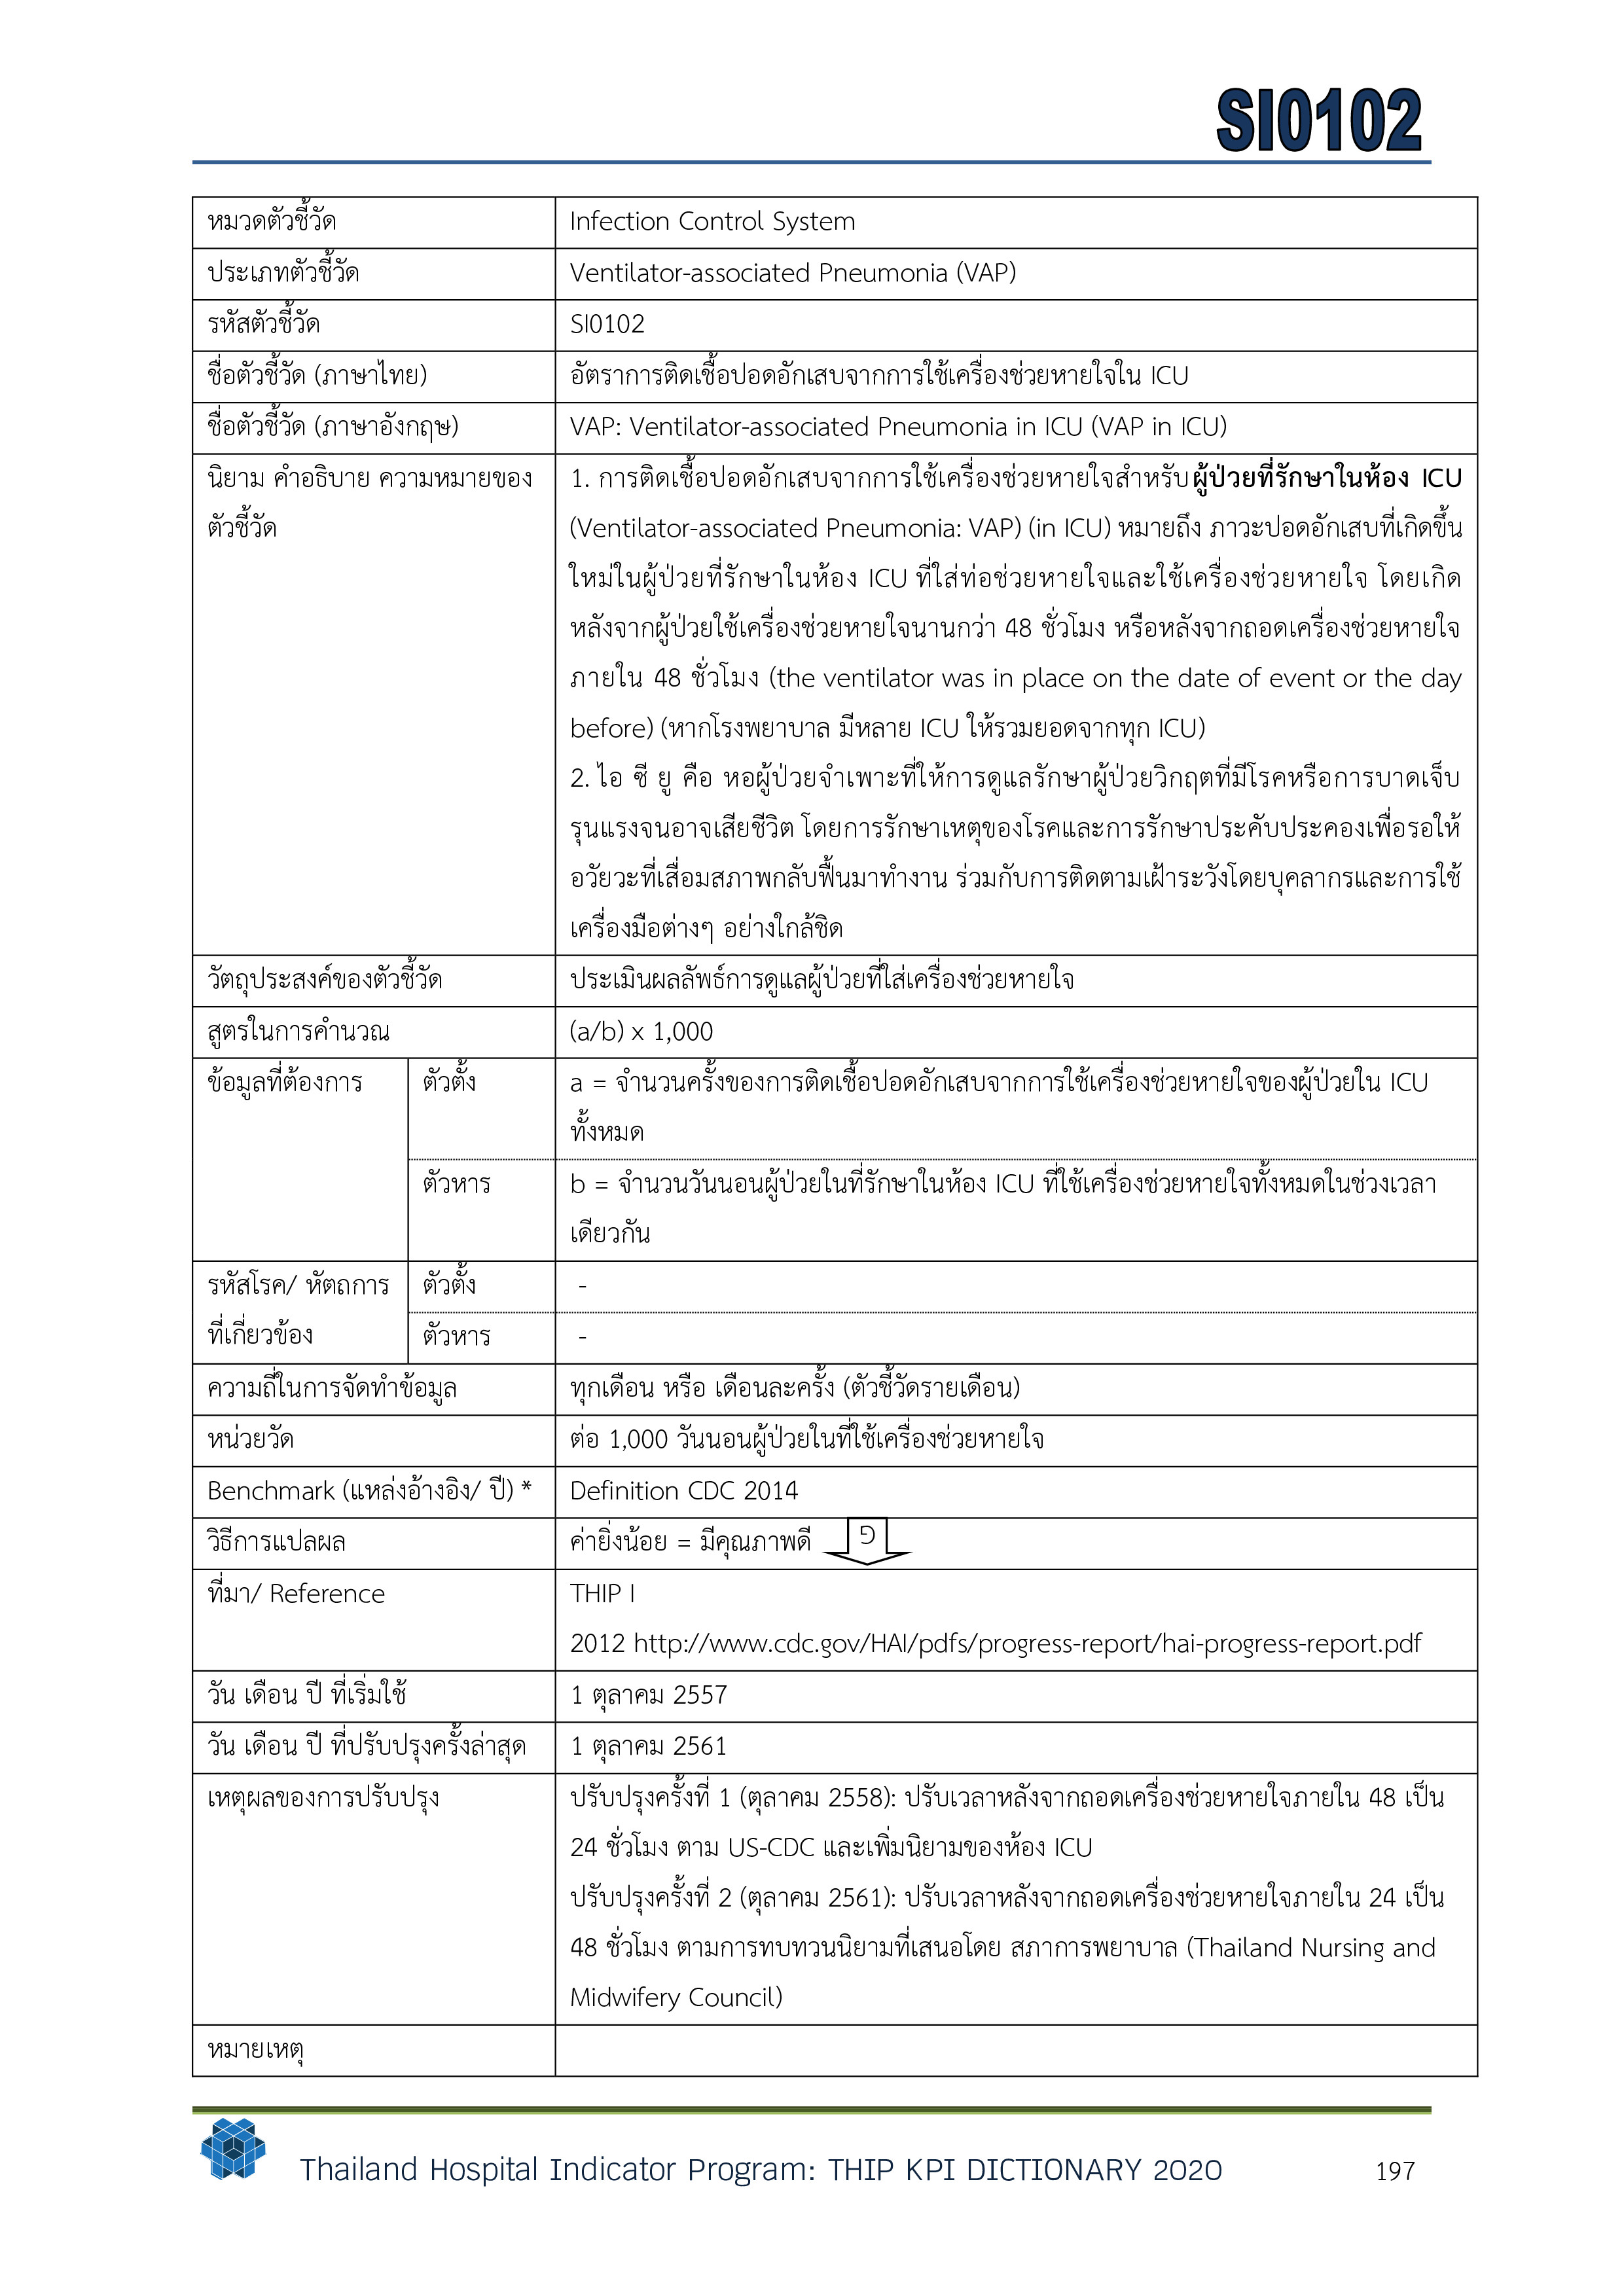 SI0102
หมวดตัวชี้วัด
Infection Control System
ประเภทตัวชี้วัด
Ventilator-associated Pneumonia (VAP)
รหัสตัวชี้วัด
SI0102
ชื่อตัวชี้วัด (ภาษาไทย)
อัตราการติดเชื้อปอดอักเสบจากการใช้เครื่องช่วยหายใจใน ICU
ชื่อตัวชี้วัด (ภาษาอังกฤษ)
VAP: Ventilator-associated Pneumonia in ICU (VAP in ICU)
นิยาม คำอธิบาย ความหมายของ
ตัวชี้วัด
1. การติดเชื้อปอดอักเสบจากการใช้เครื่องช่วยหายใจสำหรับผู้ป่วยที่รักษาในห้อง ICU
(Ventilator-associated Pneumonia: VAP) (in ICU) หมายถึง ภาวะปอดอักเสบที่เกิดขึ้น
ใหม่ในผู้ป่วยที่รักษาในห้อง ICU ที่ใส่ท่อช่วยหายใจและใช้เครื่องช่วยหายใจ โดยเกิด
หลังจากผู้ป่วยใช้เครื่องช่วยหายใจนานกว่า 48 ชั่วโมง หรือหลังจากถอดเครื่องช่วยหายใจ
ภายใน 48 ชั่วโมง (the ventilator was in place on the date of event or the day
before) (หากโรงพยาบาล มีหลาย ICU ให้รวมยอดจากทุก ICU)
2. ไอ ซี ยู คือ หอผู้ป่วยจำเพาะที่ให้การดูแลรักษาผู้ป่วยวิกฤตที่มีโรคหรือการบาดเจ็บ
รุนแรงจนอาจเสียชีวิต โดยการรักษาเหตุของโรคและการรักษาประคับประคองเพื่อรอให้
อวัยวะที่เสื่อมสภาพกลับฟื้นมาทำงาน ร่วมกับการติดตามเฝ้าระวังโดยบุคลากรและการใช้
เครื่องมือต่างๆ อย่างใกล้ชิด
วัตถุประสงค์ของตัวชี้วัด
ประเมินผลลัพธ์การดูแลผู้ป่วยที่ใส่เครื่องช่วยหายใจ
สูตรในการคำนวณ
(a/b) x 1,000
ข้อมูลที่ต้องการ
ตัวตั้ง
a = จำนวนครั้งของการติดเชื้อปอดอักเสบจากการใช้เครื่องช่วยหายใจของผู้ป่วยใน ICU
ทั้งหมด
ตัวหาร
b = จำนวนวันนอนผู้ป่วยในที่รักษาในห้อง ICU ที่ใช้เครื่องช่วยหายใจทั้งหมดในช่วงเวลา
เดียวกัน
รหัสโรค/ หัตถการ
ที่เกี่ยวข้อง
ตัวตั้ง
-
ตัวหาร
-
ความถี่ในการจัดทำข้อมูล
ทุกเดือน หรือ เดือนละครั้ง (ตัวชี้วัดรายเดือน)
หน่วยวัด
ต่อ 1,000 วันนอนผู้ป่วยในที่ใช้เครื่องช่วยหายใจ
Benchmark (แหล่งอ้างอิง/ ปี) *
Definition CDC 2014
วิธีการแปลผล
ค่ายิ่งน้อย = มีคุณภาพดี
ที่มา/ Reference
THIP I
2012 http://www.cdc.gov/HAI/pdfs/progress-report/hai-progress-report.pdf
วัน เดือน ปี ที่เริ่มใช้
1 ตุลาคม 2557
วัน เดือน ปี ที่ปรับปรุงครั้งล่าสุด
1 ตุลาคม 2561
เหตุผลของการปรับปรุง
ปรับปรุงครั้งที่ 1 (ตุลาคม 2558): ปรับเวลาหลังจากถอดเครื่องช่วยหายใจภายใน 48 เป็น
24 ชั่วโมง ตาม US-CDC และเพิ่มนิยามของห้อง ICU
ปรับปรุงครั้งที่ 2 (ตุลาคม 2561): ปรับเวลาหลังจากถอดเครื่องช่วยหายใจภายใน 24 เป็น
48 ชั่วโมง ตามการทบทวนนิยามที่เสนอโดย สภาการพยาบาล (Thailand Nursing and
Midwifery Council)
หมายเหตุ
Thailand Hospital Indicator Program: THIP KPI DICTIONARY 2020
197